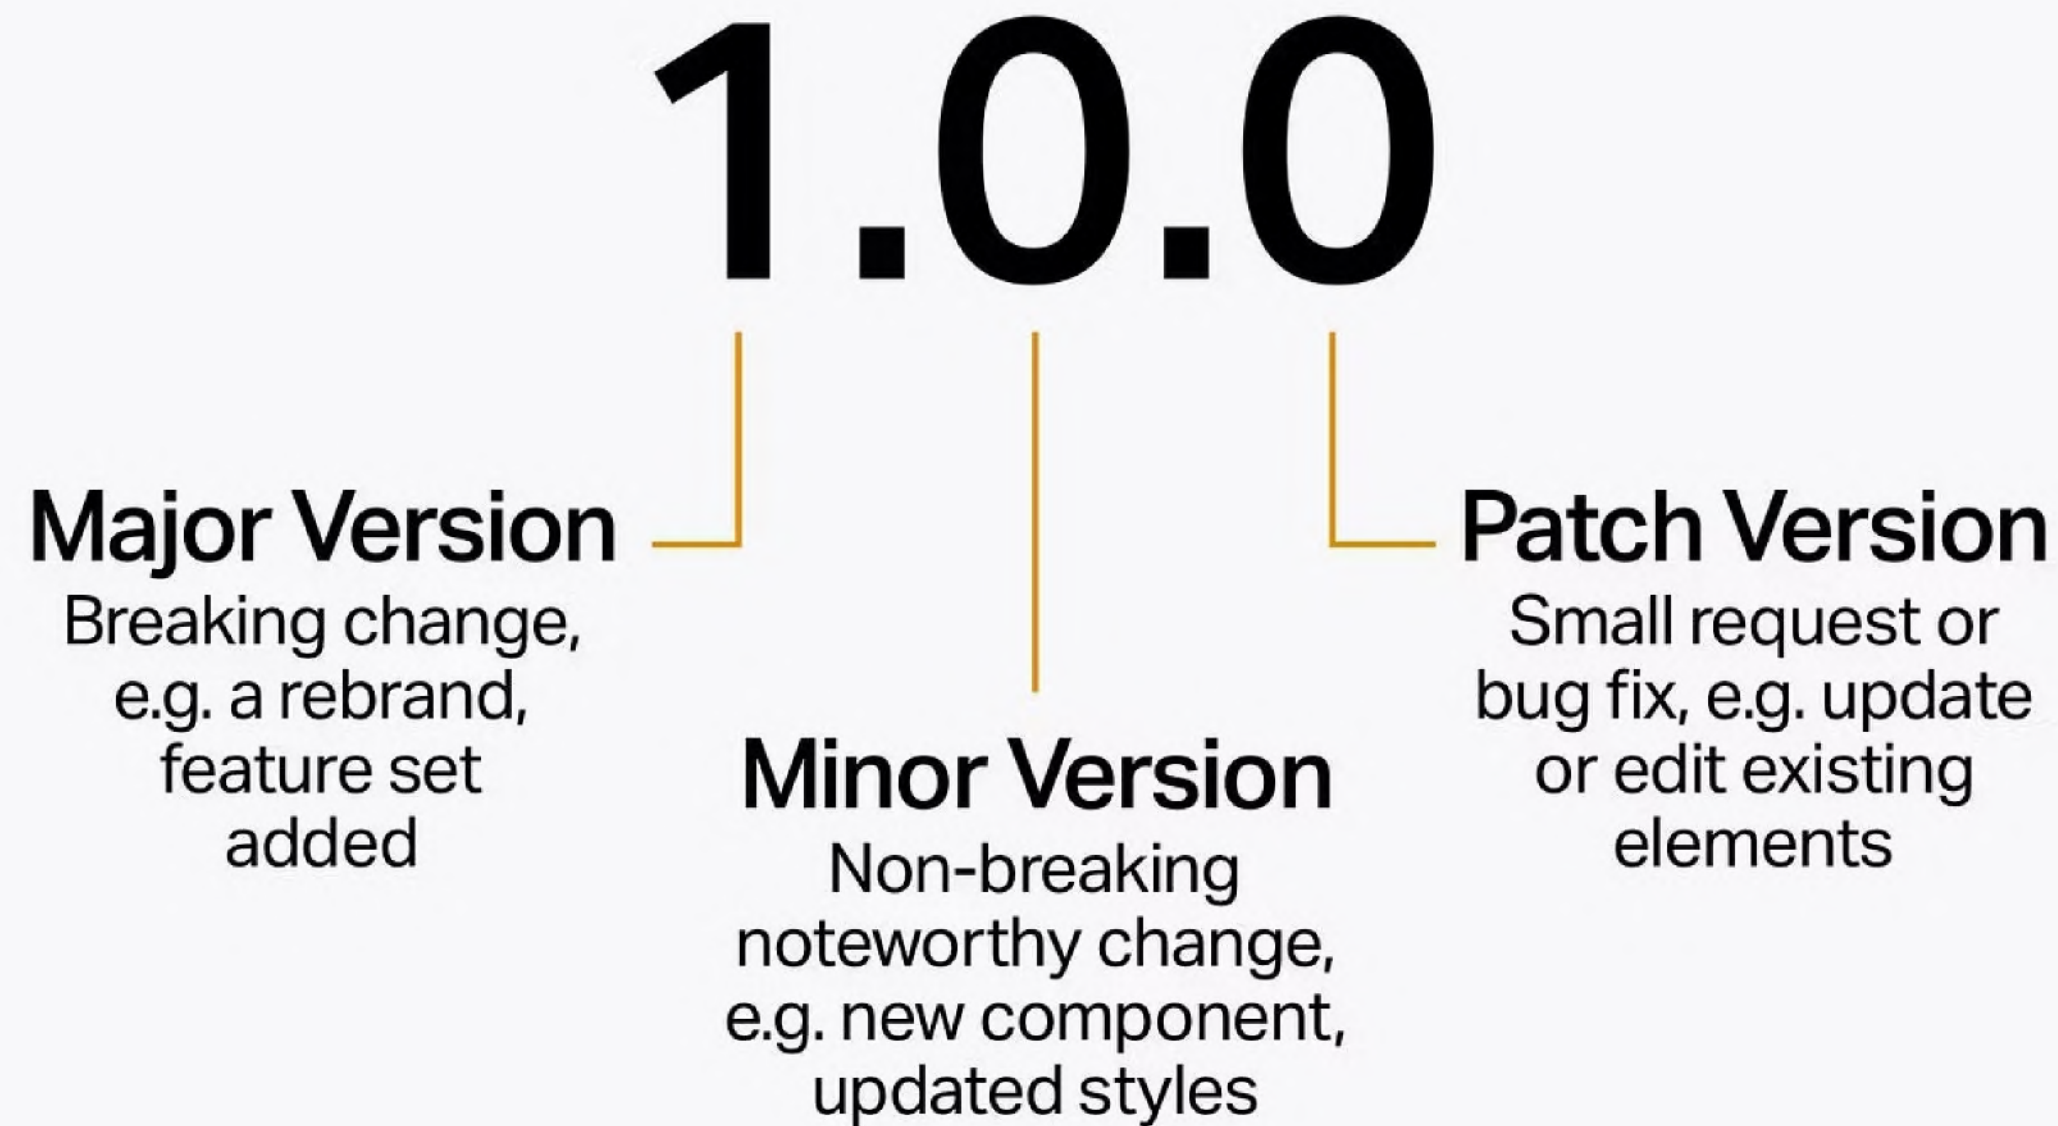 1.0.0
Major Version
Breaking change,
e.g. a rebrand,
feature set
added
Minor Version
Non-breaking
noteworthy change,
e.g. new component,
updated styles
Patch Version
Small request or
bug fix, e.g. update
or edit existing
elements